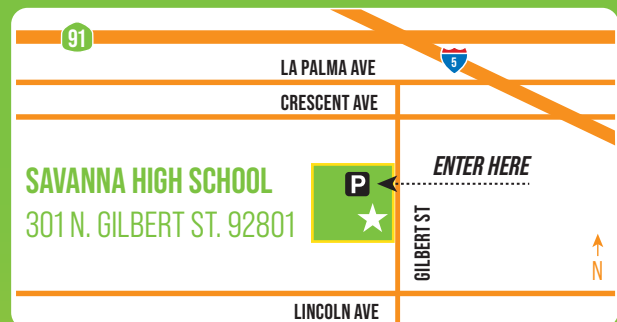 91
5
LA PALMA AVE
CRESCENT AVE
SAVANNA HIGH SCHOOL
301 N. GILBERT ST. 92801
P
ENTER HERE
GILBERT ST
N
LINCOLN AVE